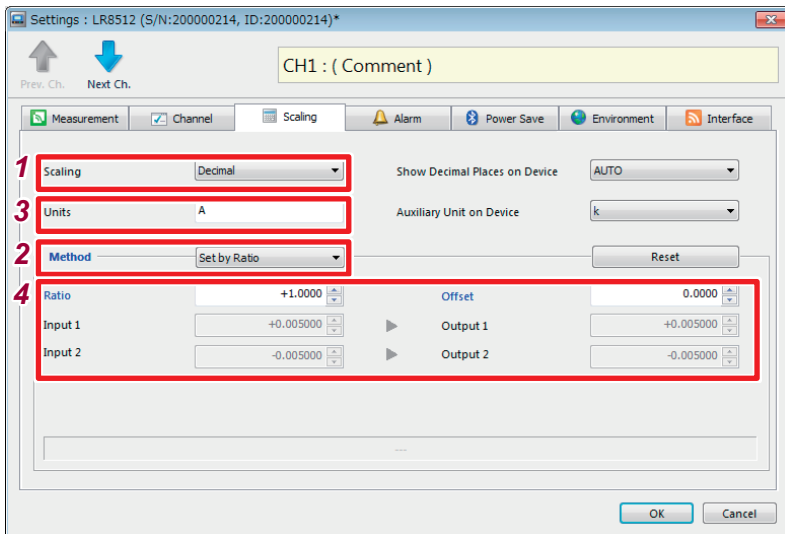 Settings : LR8512 (S/N:200000214, ID:200000214)*
Prev. Ch. Next Ch. CH1 : ( Comment )
Measurement Channel Scaling Alarm Power Save Environment Interface
1 Scaling Decimal Show Decimal Places on Device AUTO
3 Units A Auxiliary Unit on Device k
2 Method Set by Ratio Reset
4 Ratio +1.0000 Offset 0.0000
Input 1 +0.005000 Output 1 +0.005000
Input 2 -0.005000 Output 2 -0.005000
---
OK Cancel